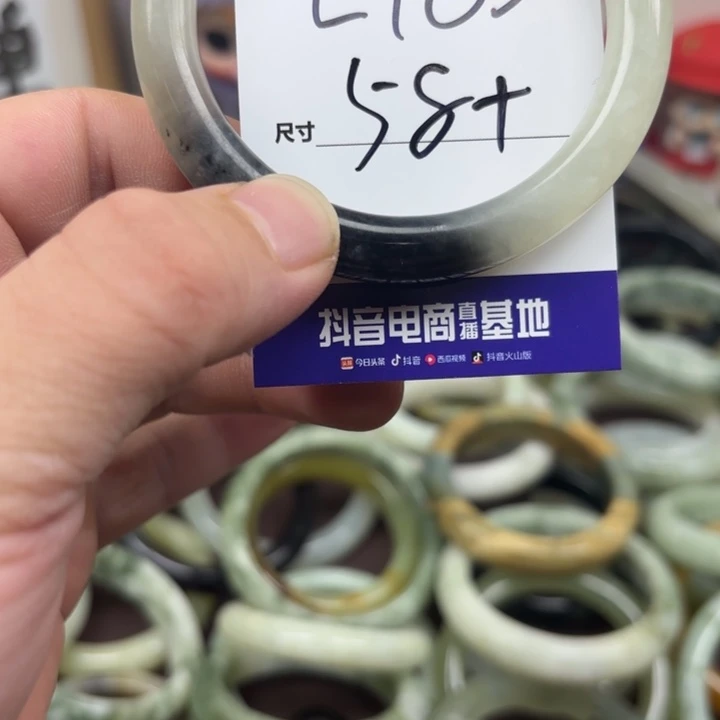 尺寸 58+
抖音电商直播基地
今日头条 抖音 西瓜视频 抖音火山版